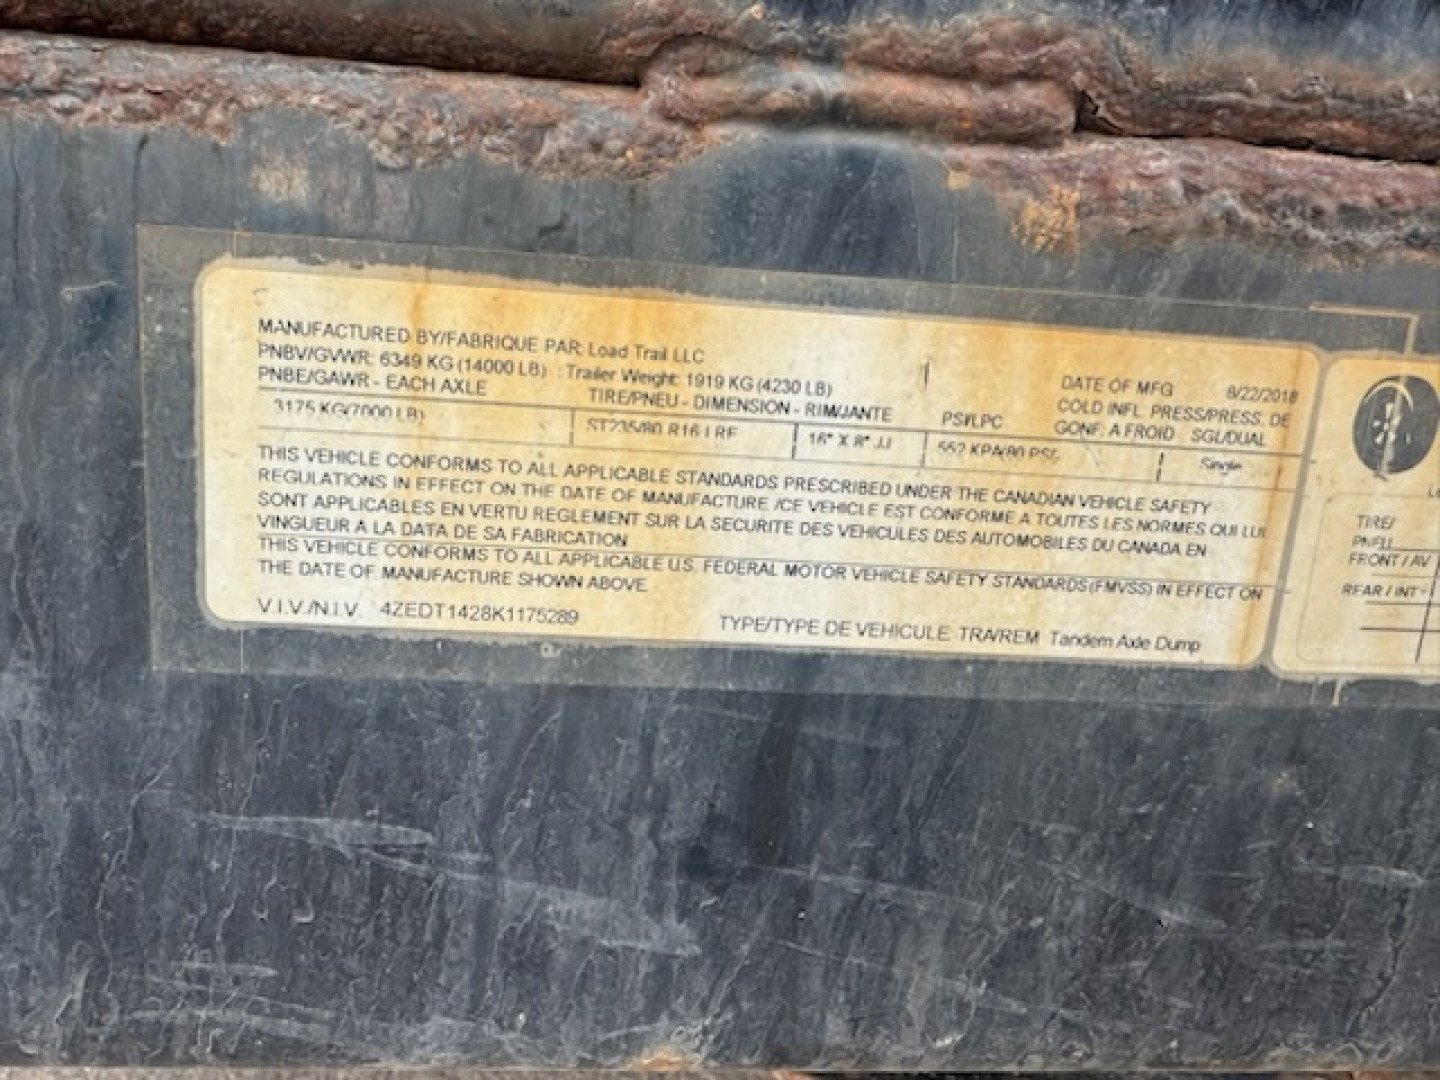 MANUFACTURED BY/FABRIQUE PAR: Load Trail LLC
PNBV/GVWR: 6349 KG (14000 LB) : Trailer Weight: 1919 KG (4230 LB)
DATE OF MFG 8/22/2018
PNBE/GAWR - EACH AXLE TIRE/PNEU - DIMENSION - RIM/JANTE PSI/LPC COLD INFL. PRESS/PRESS. DE
GONF. A FROID SGL/DUAL
3175 KG(7000 LB) ST235/80 R16 LRE 16" X 8" JJ 552 KPA(80 PSI) Single
THIS VEHICLE CONFORMS TO ALL APPLICABLE STANDARDS PRESCRIBED UNDER THE CANADIAN VEHICLE SAFETY
REGULATIONS IN EFFECT ON THE DATE OF MANUFACTURE /CE VEHICLE EST CONFORME A TOUTES LES NORMES QUI LUI
SONT APPLICABLES EN VERTU REGLEMENT SUR LA SECURITE DES VEHICULES DES AUTOMOBILES DU CANADA EN
VINGUEUR A LA DATA DE SA FABRICATION
THIS VEHICLE CONFORMS TO ALL APPLICABLE U.S. FEDERAL MOTOR VEHICLE SAFETY STANDARDS(FMVSS) IN EFFECT ON
THE DATE OF MANUFACTURE SHOWN ABOVE.
V.I.V./N.I.V. 4ZEDT1428K1175289 TYPE/TYPE DE VEHICULE: TRA/REM Tandem Axle Dump
TIRE/
PNEU
FRONT / AV
REAR / INT